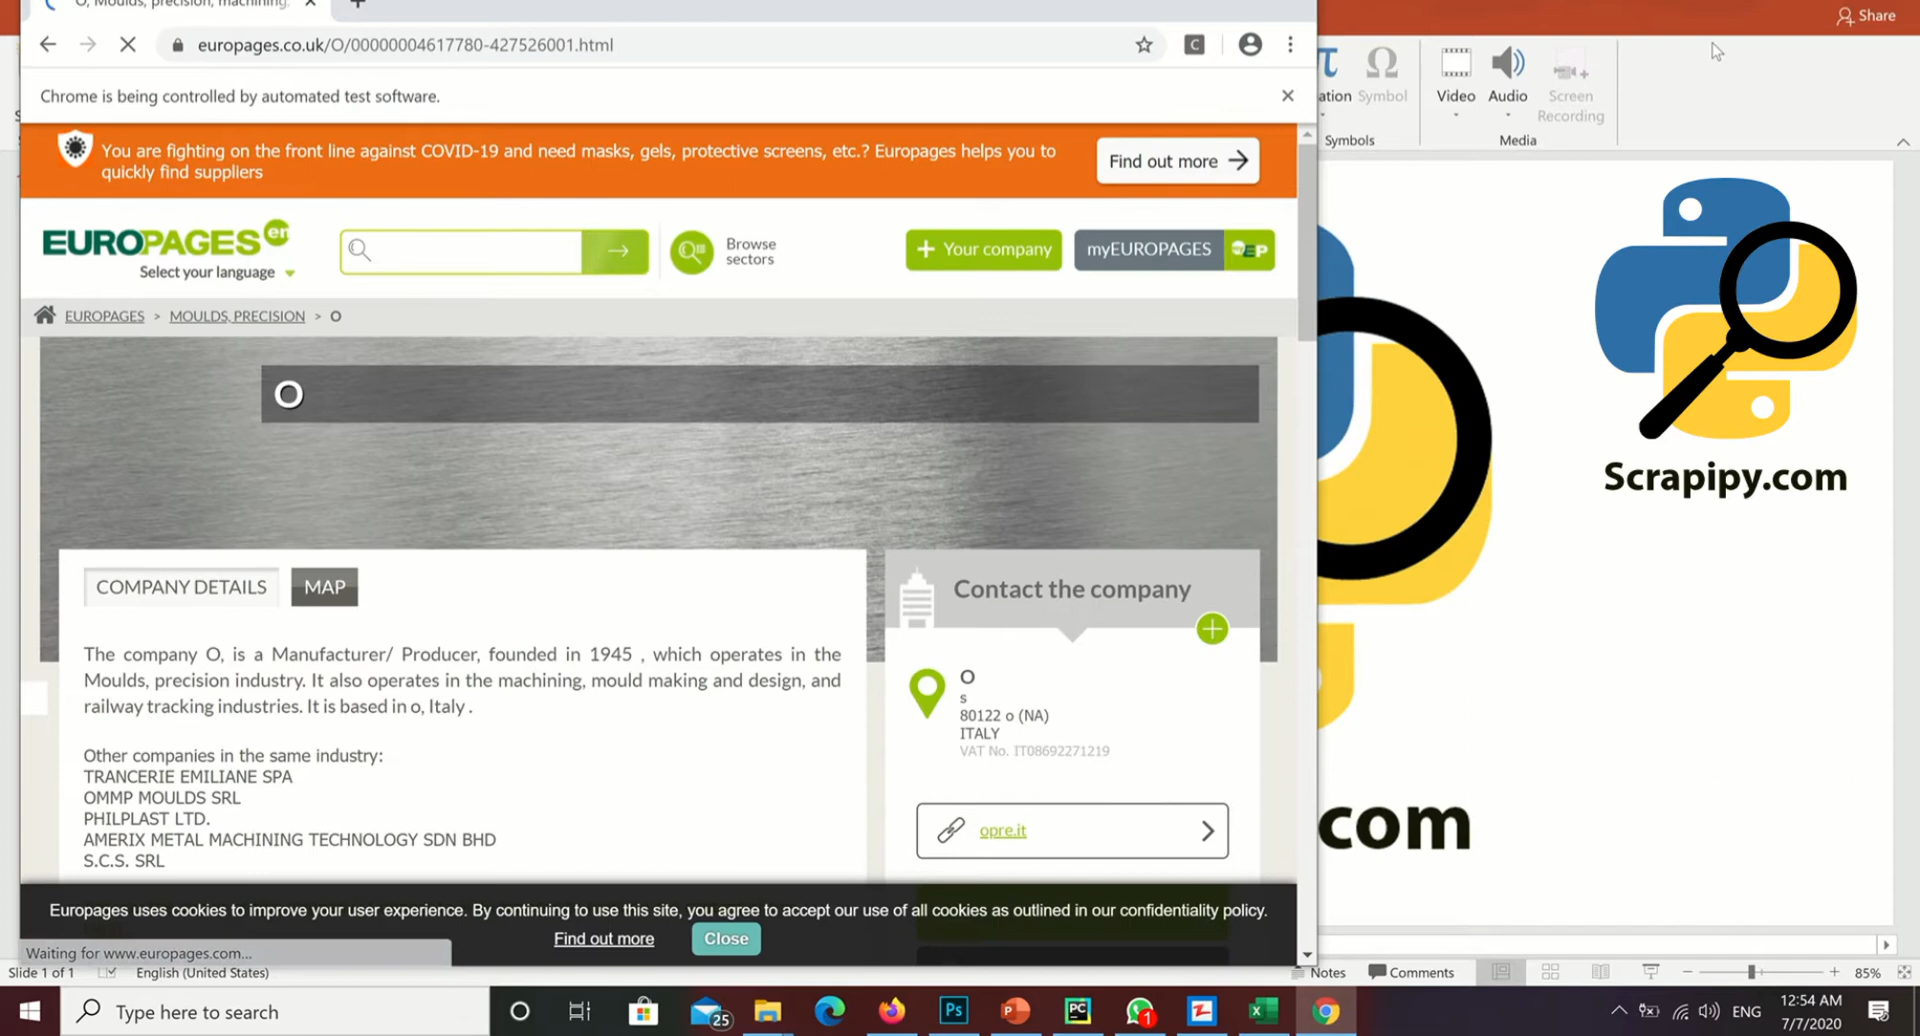 O, Moulds, precision, machining,
Share
europages.co.uk/O/00000004617780-427526001.html
Chrome is being controlled by automated test software.
ation Symbol
Video
Audio
Screen
Recording
Symbols
Media
You are fighting on the front line against COVID-19 and need masks, gels, protective screens, etc.? Europages helps you to
quickly find suppliers
Find out more
EUROPAGES en
Select your language
Browse
sectors
+ Your company
myEUROPAGES
myEP
EUROPAGES > MOULDS, PRECISION > O
O
Scrapipy.com
COMPANY DETAILS
MAP
The company O, is a Manufacturer/ Producer, founded in 1945 , which operates in the
Moulds, precision industry. It also operates in the machining, mould making and design, and
railway tracking industries. It is based in o, Italy .
Other companies in the same industry:
TRANCERIE EMILIANE SPA
OMMP MOULDS SRL
PHILPLAST LTD.
AMERIX METAL MACHINING TECHNOLOGY SDN BHD
S.C.S. SRL
Contact the company
O
s
80122 o (NA)
ITALY
VAT No. IT08692271219
opre.it
com
Europages uses cookies to improve your user experience. By continuing to use this site, you agree to accept our use of all cookies as outlined in our confidentiality policy.
Find out more
Close
Waiting for www.europages.com...
Slide 1 of 1
English (United States)
Notes
Comments
85%
Type here to search
25
Ps
P
PC
1
Z
X
ENG
12:54 AM
7/7/2020